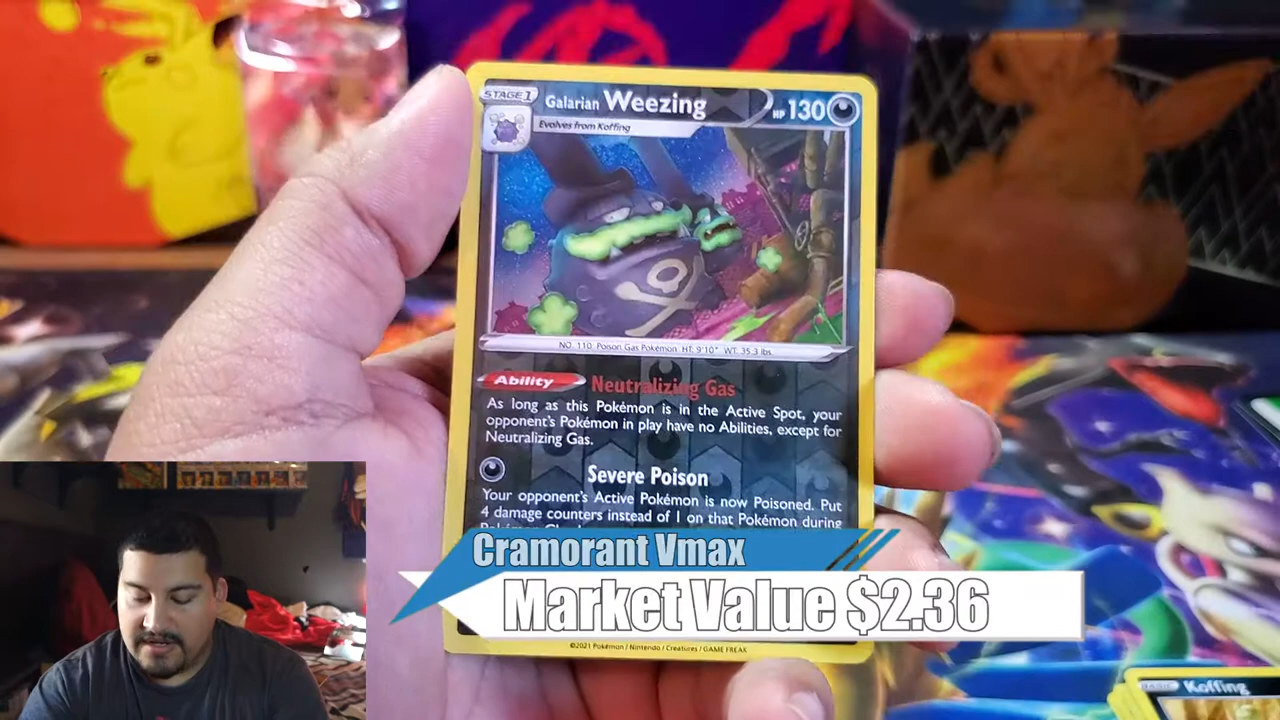 STAGE 1 Galarian Weezing HP 130
Evolves from Koffing
NO. 110 Poison Gas Pokémon HT: 9'10" WT: 35.3 lbs.
Ability Neutralizing Gas
As long as this Pokémon is in the Active Spot, your
opponent's Pokémon in play have no Abilities, except for
Neutralizing Gas.
Severe Poison
Your opponent's Active Pokémon is now Poisoned. Put
4 damage counters instead of 1 on that Pokémon during
Cramorant Vmax
Market Value $2.36
©2021 Pokémon / Nintendo / Creatures / GAME FREAK
BASIC Koffing